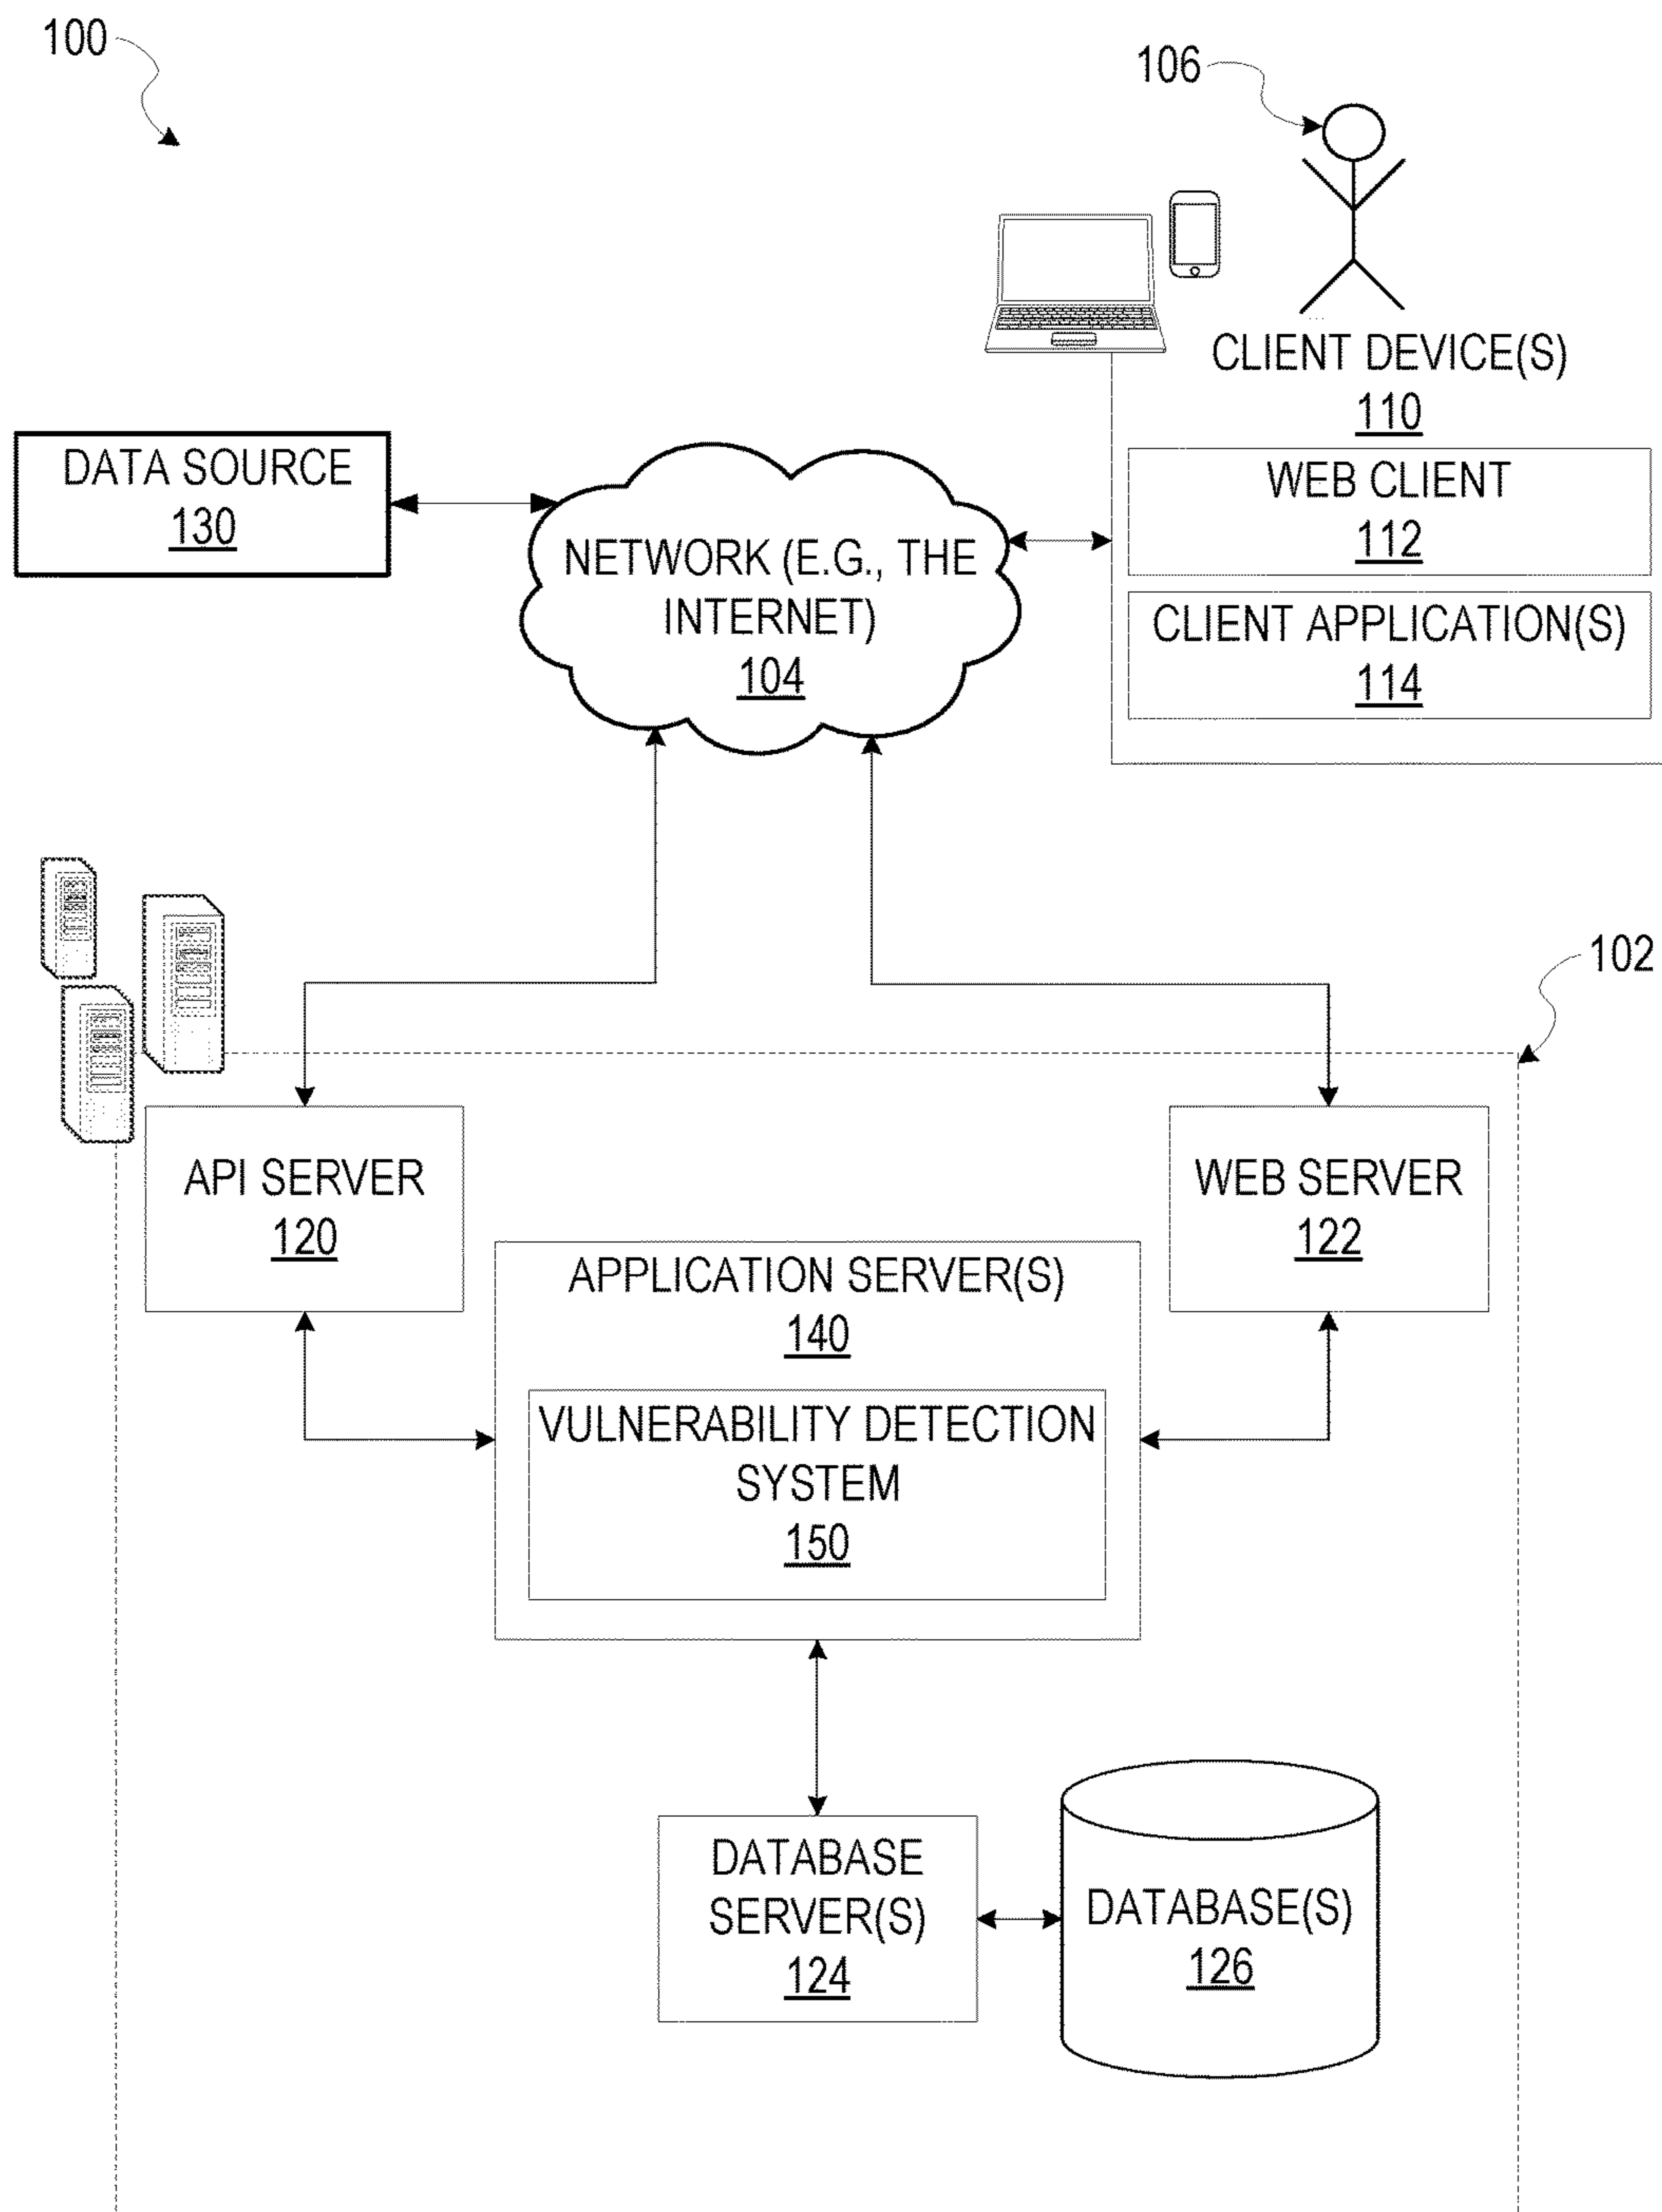 100
106
CLIENT DEVICE(S)
110
DATA SOURCE
130
WEB CLIENT
112
NETWORK (E.G., THE
INTERNET)
104
CLIENT APPLICATION(S)
114
102
API SERVER
120
WEB SERVER
122
APPLICATION SERVER(S)
140
VULNERABILITY DETECTION
SYSTEM
150
DATABASE
SERVER(S)
124
DATABASE(S)
126